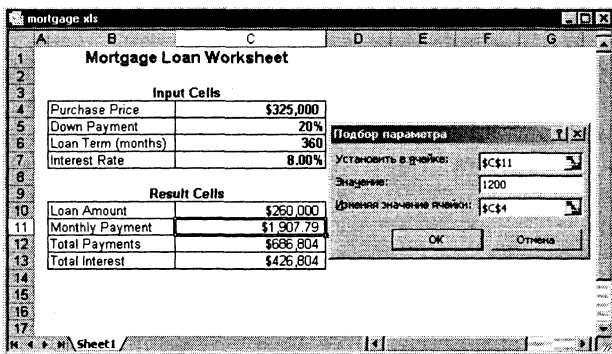 mortgage.xls
A B C D E F G
1 Mortgage Loan Worksheet
2
3 Input Cells
4 Purchase Price $325,000
5 Down Payment 20%
6 Loan Term (months) 360
7 Interest Rate 8.00%
8
9 Result Cells
10 Loan Amount $260,000
11 Monthly Payment $1,907.79
12 Total Payments $686,804
13 Total Interest $426,804
14
15
16
17
Sheet1
Подбор параметра
Установить в ячейке: $C$11
Значение: 1200
Изменяя значение ячейки: $C$4
OK Отмена